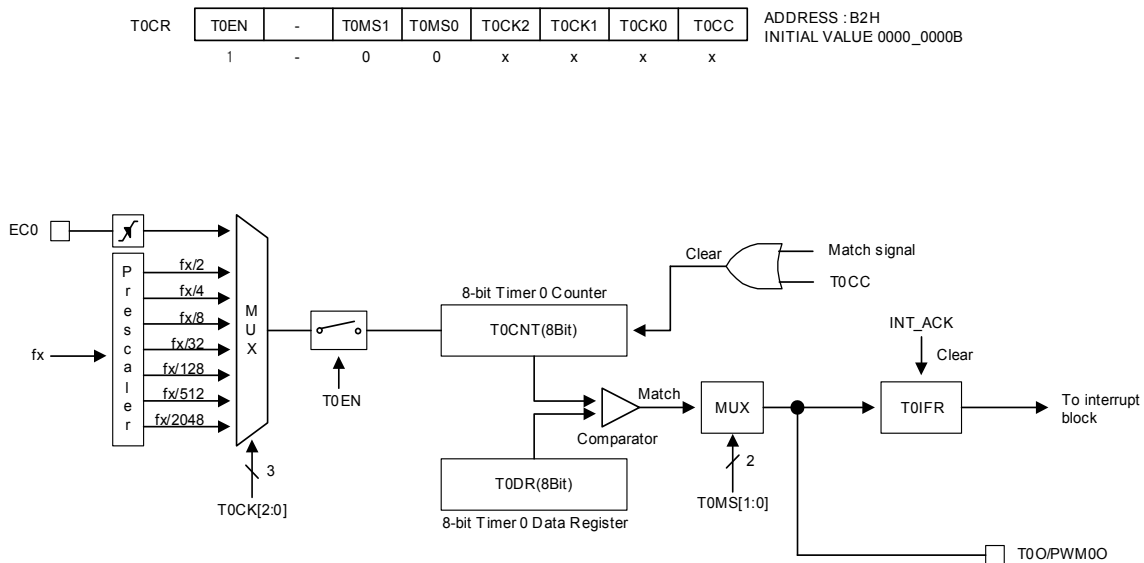 T0CR T0EN - T0MS1 T0MS0 T0CK2 T0CK1 T0CK0 T0CC
ADDRESS : B2H
INITIAL VALUE 0000_0000B
1 - 0 0 x x x x
EC0
Prescaler
fx
fx/2
fx/4
fx/8
fx/32
fx/128
fx/512
fx/2048
MUX
3
T0CK[2:0]
T0EN
8-bit Timer 0 Counter
T0CNT(8Bit)
Clear
Match signal
T0CC
Match
Comparator
T0DR(8Bit)
8-bit Timer 0 Data Register
MUX
2
T0MS[1:0]
INT_ACK
Clear
T0IFR
To interrupt
block
T0O/PWM0O